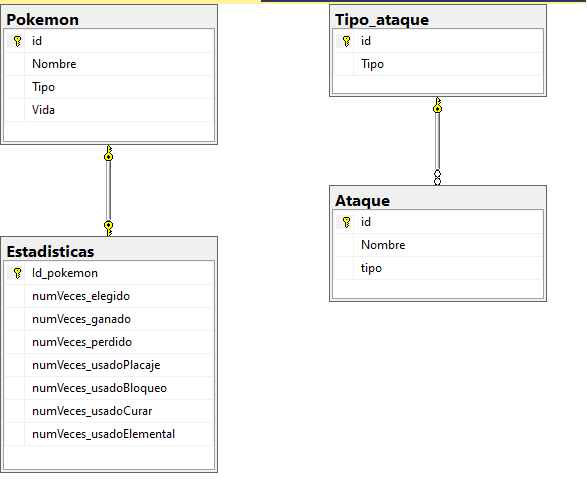 Pokemon
id
Nombre
Tipo
Vida
Estadisticas
Id_pokemon
numVeces_elegido
numVeces_ganado
numVeces_perdido
numVeces_usadoPlacaje
numVeces_usadoBloqueo
numVeces_usadoCurar
numVeces_usadoElemental
Tipo_ataque
id
Tipo
Ataque
id
Nombre
tipo